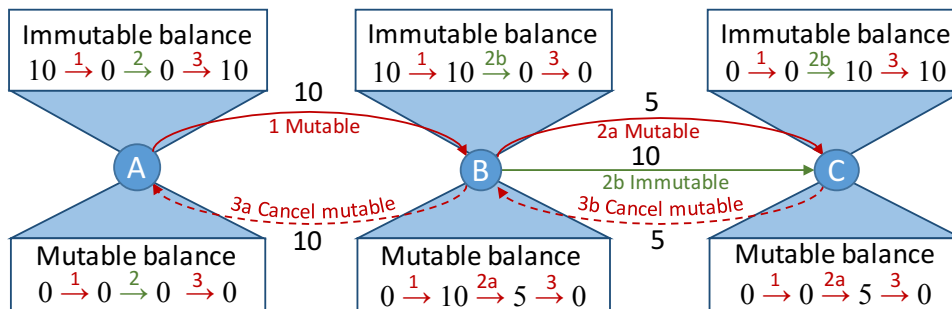 Immutable balance
10 1→ 0 2→ 0 3→ 10
Immutable balance
10 1→ 10 2b→ 0 3→ 0
Immutable balance
0 1→ 0 2b→ 10 3→ 10
10
1 Mutable
5
2a Mutable
A
B
C
10
2b Immutable
3a Cancel mutable
10
3b Cancel mutable
5
Mutable balance
0 1→ 0 2→ 0 3→ 0
Mutable balance
0 1→ 10 2a→ 5 3→ 0
Mutable balance
0 1→ 0 2a→ 5 3→ 0